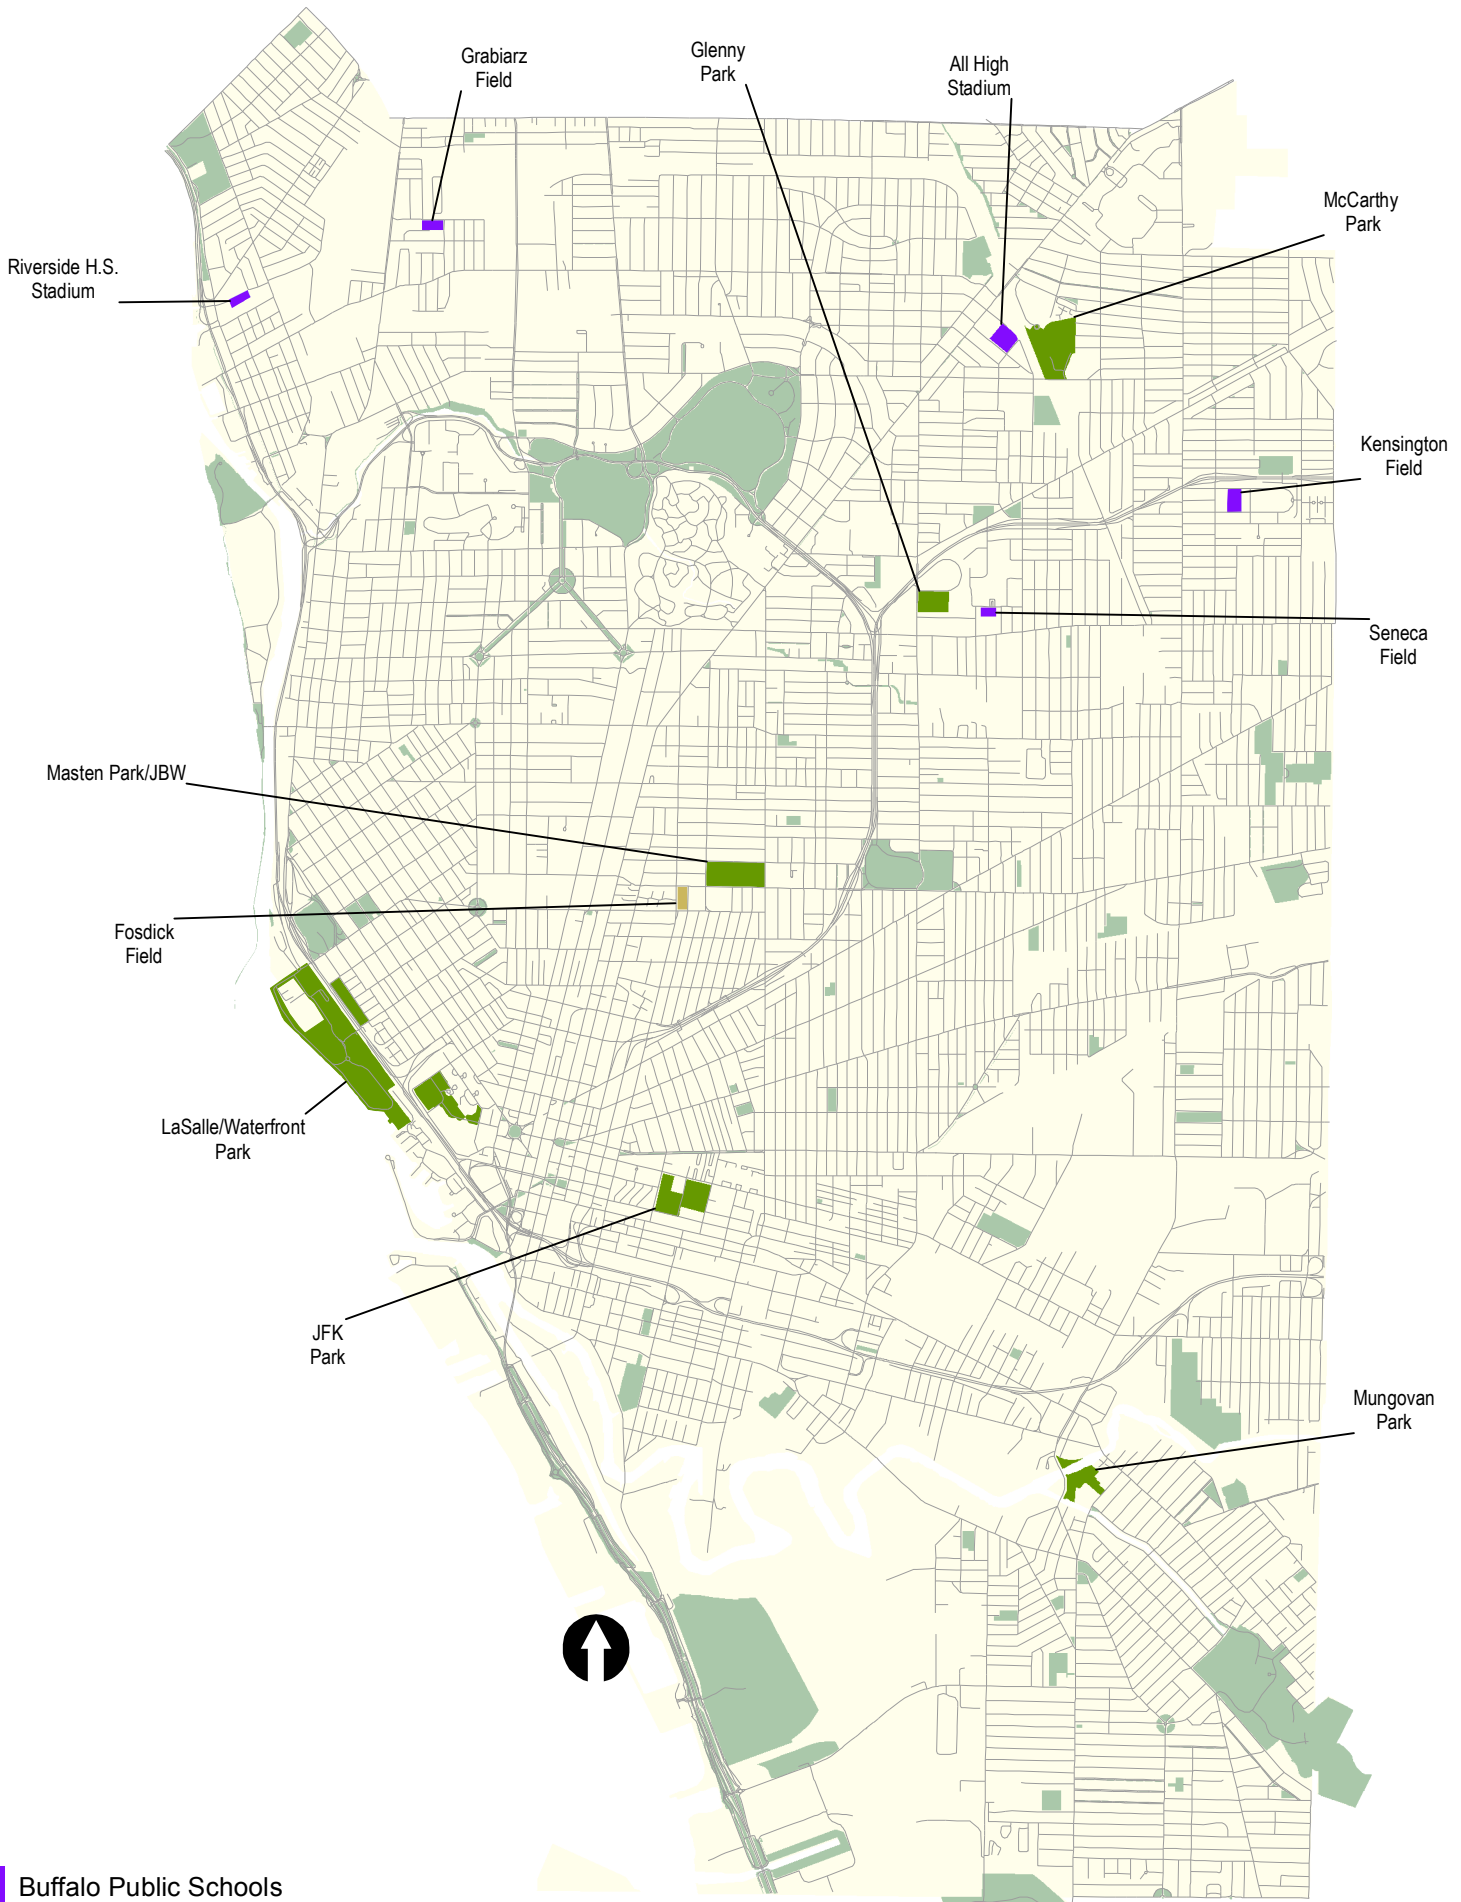 Grabiarz
Field
Glenny
Park
All High
Stadium
McCarthy
Park
Riverside H.S.
Stadium
Kensington
Field
Seneca
Field
Masten Park/JBW
Fosdick
Field
LaSalle/Waterfront
Park
JFK
Park
Mungovan
Park
Buffalo Public Schools